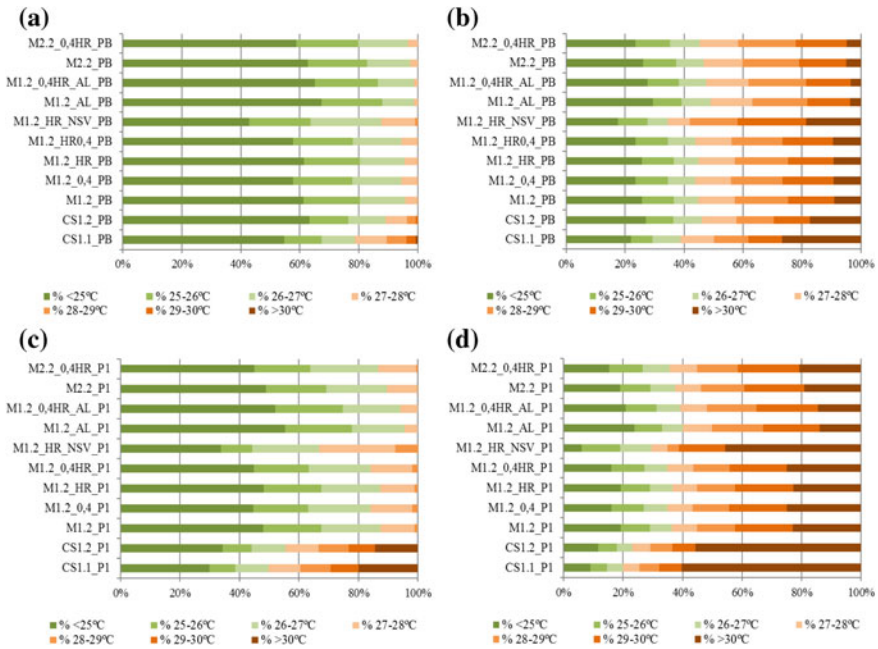 (a)
M2.2_0,4HR_PB
M2.2_PB
M1.2_0,4HR_AL_PB
M1.2_AL_PB
M1.2_HR_NSV_PB
M1.2_HR0,4_PB
M1.2_HR_PB
M1.2_0,4_PB
M1.2_PB
CS1.2_PB
CS1.1_PB
0% 20% 40% 60% 80% 100%
% <25ºC % 25-26ºC % 26-27ºC % 27-28ºC
% 28-29ºC % 29-30ºC % >30ºC
(b)
M2.2_0,4HR_PB
M2.2_PB
M1.2_0,4HR_AL_PB
M1.2_AL_PB
M1.2_HR_NSV_PB
M1.2_HR0,4_PB
M1.2_HR_PB
M1.2_0,4_PB
M1.2_PB
CS1.2_PB
CS1.1_PB
0% 20% 40% 60% 80% 100%
% <25ºC % 25-26ºC % 26-27ºC % 27-28ºC
% 28-29ºC % 29-30ºC % >30ºC
(c)
M2.2_0,4HR_P1
M2.2_P1
M1.2_0,4HR_AL_P1
M1.2_AL_P1
M1.2_HR_NSV_P1
M1.2_0,4HR_P1
M1.2_HR_P1
M1.2_0,4_P1
M1.2_P1
CS1.2_P1
CS1.1_P1
0% 20% 40% 60% 80% 100%
% <25ºC % 25-26ºC % 26-27ºC % 27-28ºC
% 28-29ºC % 29-30ºC % >30ºC
(d)
M2.2_0,4HR_P1
M2.2_P1
M1.2_0,4HR_AL_P1
M1.2_AL_P1
M1.2_HR_NSV_P1
M1.2_0,4HR_P1
M1.2_HR_P1
M1.2_0,4_P1
M1.2_P1
CS1.2_P1
CS1.1_P1
0% 20% 40% 60% 80% 100%
% <25ºC % 25-26ºC % 26-27ºC % 27-28ºC
% 28-29ºC % 29-30ºC % >30ºC